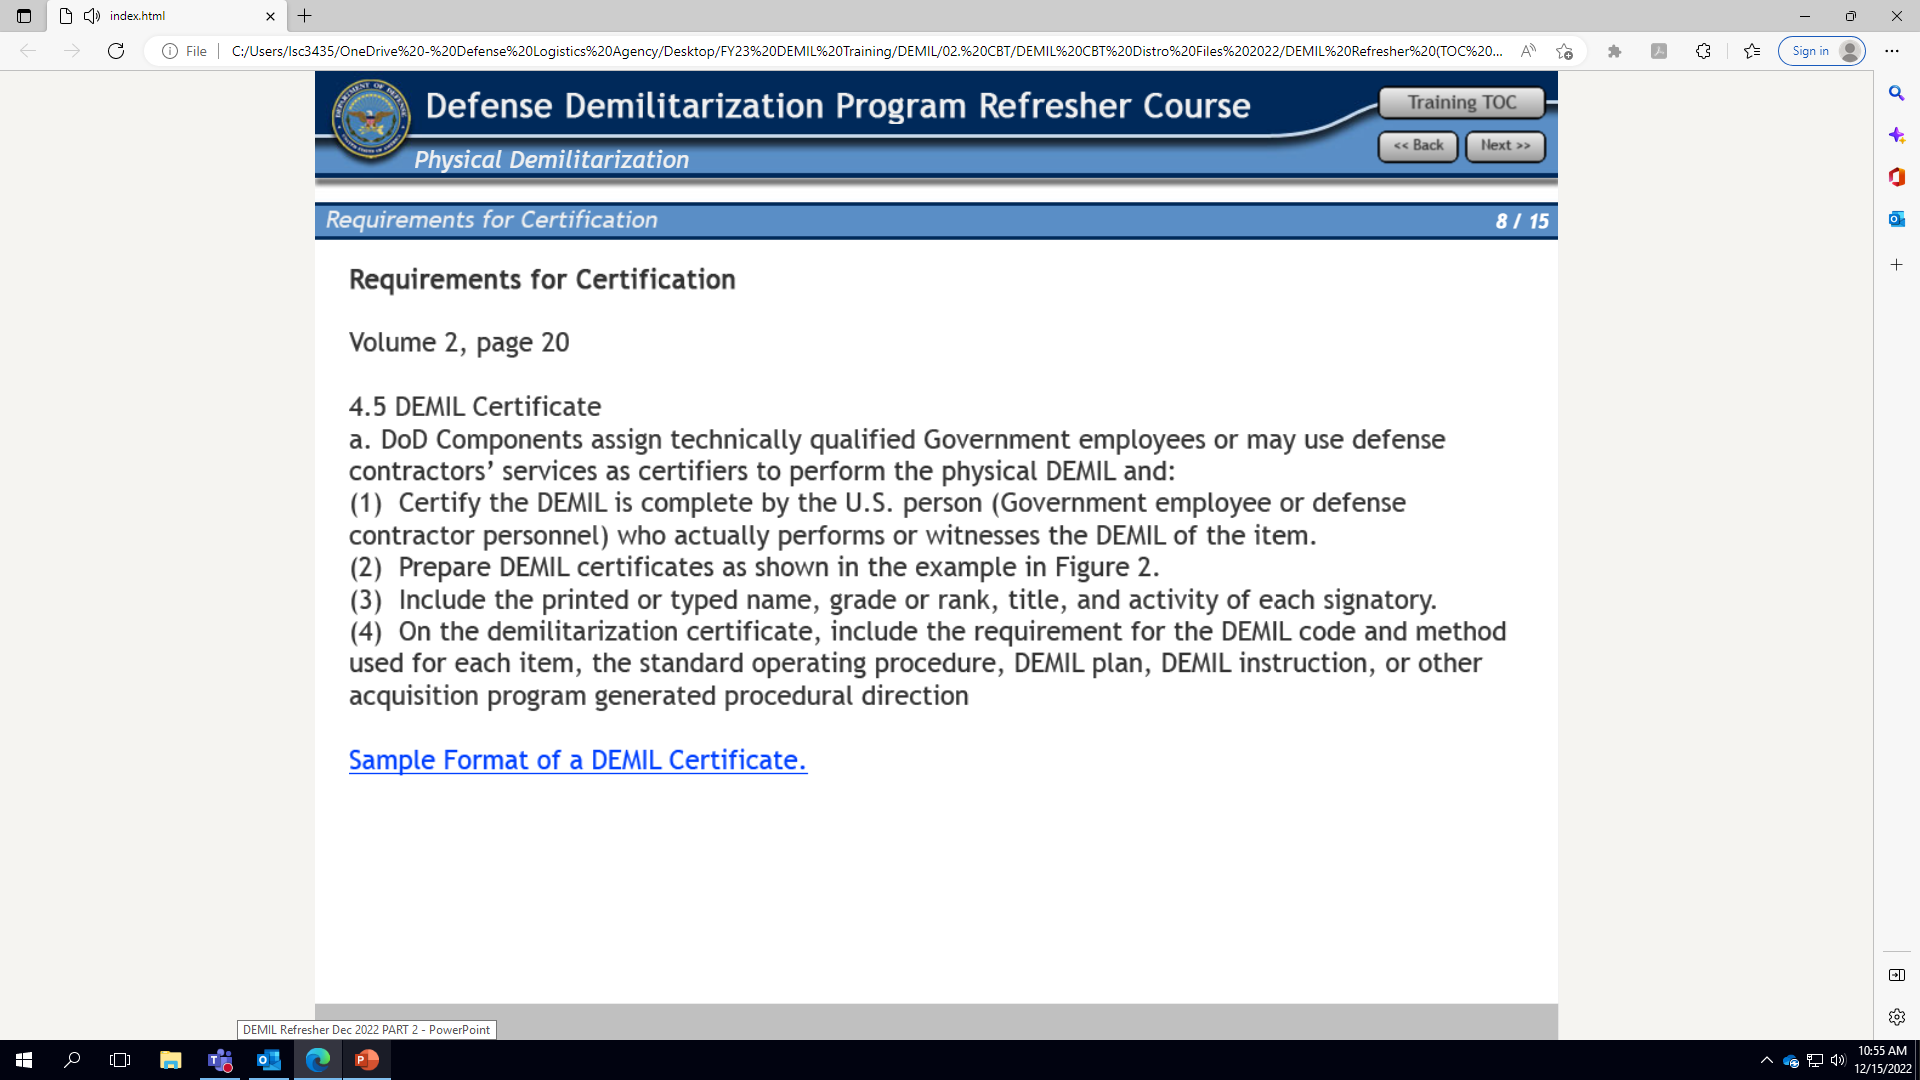 index.html
File
C:/Users/lsc3435/OneDrive%20-%20Defense%20Logistics%20Agency/Desktop/FY23%20DEMIL%20Training/DEMIL/02.%20CBT/DEMIL%20CBT%20Distro%20Files%202022/DEMIL%20Refresher%20(TOC%20...
Sign in
DEPARTMENT OF DEFENSE
UNITED STATES OF AMERICA
Defense Demilitarization Program Refresher Course
Training TOC
<< Back
Next >>
Physical Demilitarization
Requirements for Certification
8 / 15
Requirements for Certification
Volume 2, page 20
4.5 DEMIL Certificate
a. DoD Components assign technically qualified Government employees or may use defense
contractors’ services as certifiers to perform the physical DEMIL and:
(1) Certify the DEMIL is complete by the U.S. person (Government employee or defense
contractor personnel) who actually performs or witnesses the DEMIL of the item.
(2) Prepare DEMIL certificates as shown in the example in Figure 2.
(3) Include the printed or typed name, grade or rank, title, and activity of each signatory.
(4) On the demilitarization certificate, include the requirement for the DEMIL code and method
used for each item, the standard operating procedure, DEMIL plan, DEMIL instruction, or other
acquisition program generated procedural direction
Sample Format of a DEMIL Certificate.
DEMIL Refresher Dec 2022 PART 2 - PowerPoint
10:55 AM
12/15/2022